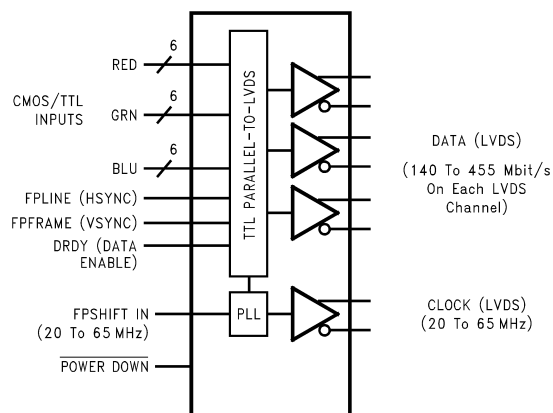 6
RED
6
CMOS/TTL
INPUTS
GRN
6
BLU
FPLINE (HSYNC)
FPFRAME (VSYNC)
DRDY (DATA
ENABLE)
FPSHIFT IN
(20 To 65 MHz)
POWER DOWN
TTL PARALLEL-TO-LVDS
PLL
DATA (LVDS)
(140 To 455 Mbit/s
On Each LVDS
Channel)
CLOCK (LVDS)
(20 To 65 MHz)